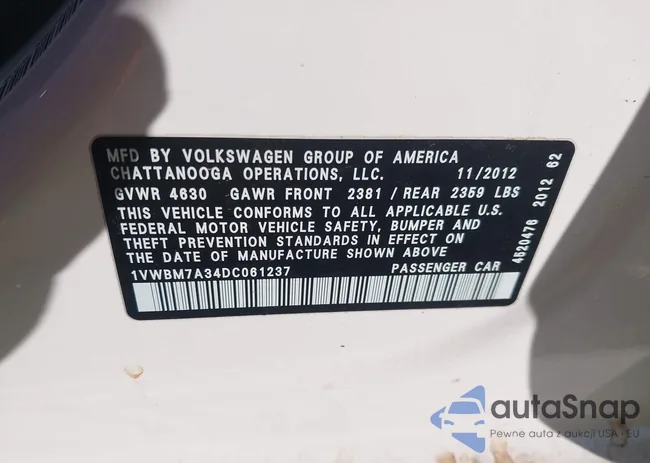 MFD BY VOLKSWAGEN GROUP OF AMERICA
CHATTANOOGA OPERATIONS, LLC. 11/2012
GVWR 4630 GAWR FRONT 2381 / REAR 2359 LBS
THIS VEHICLE CONFORMS TO ALL APPLICABLE U.S.
FEDERAL MOTOR VEHICLE SAFETY, BUMPER AND
THEFT PREVENTION STANDARDS IN EFFECT ON
THE DATE OF MANUFACTURE SHOWN ABOVE
1VWBM7A34DC061237 PASSENGER CAR
4520476 2012 62
autaSnap
Pewne auta z aukcji USA - EU